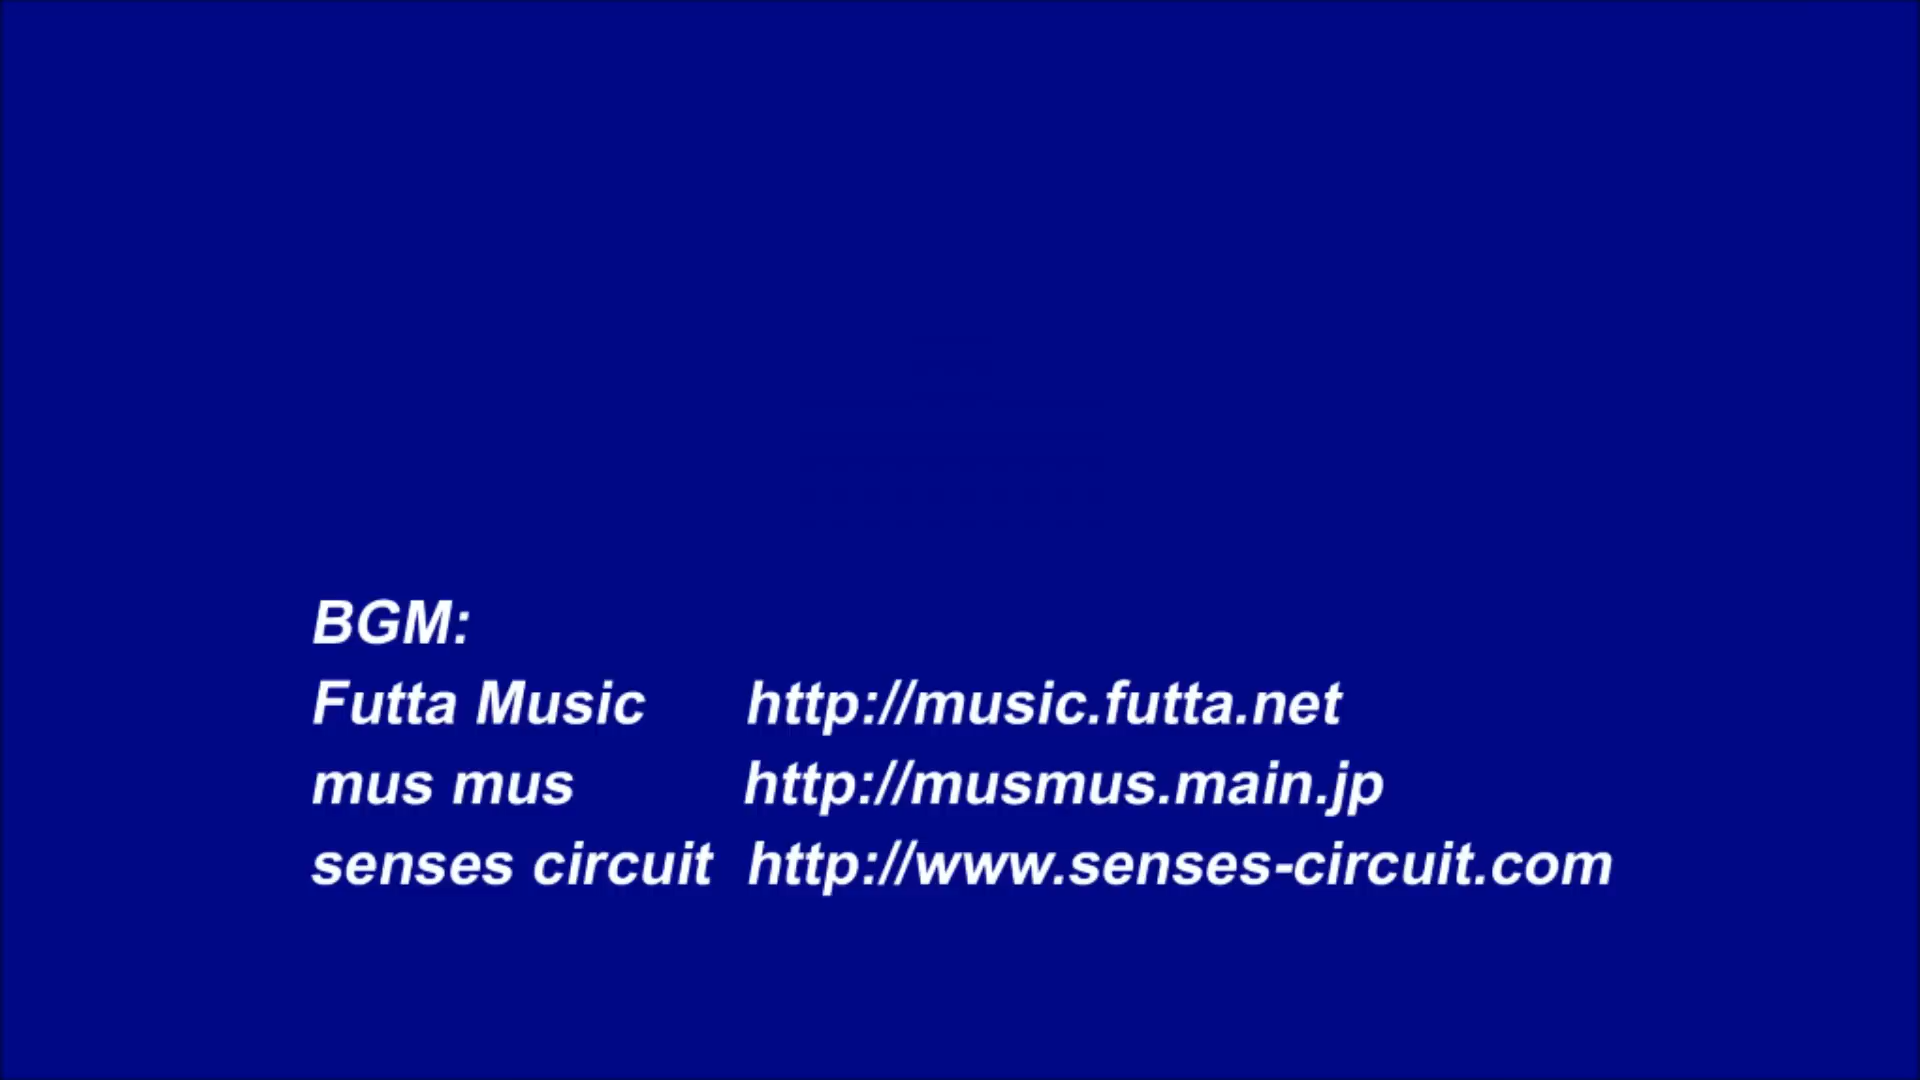 BGM:
Futta Music http://music.futta.net
mus mus http://musmus.main.jp
senses circuit http://www.senses-circuit.com